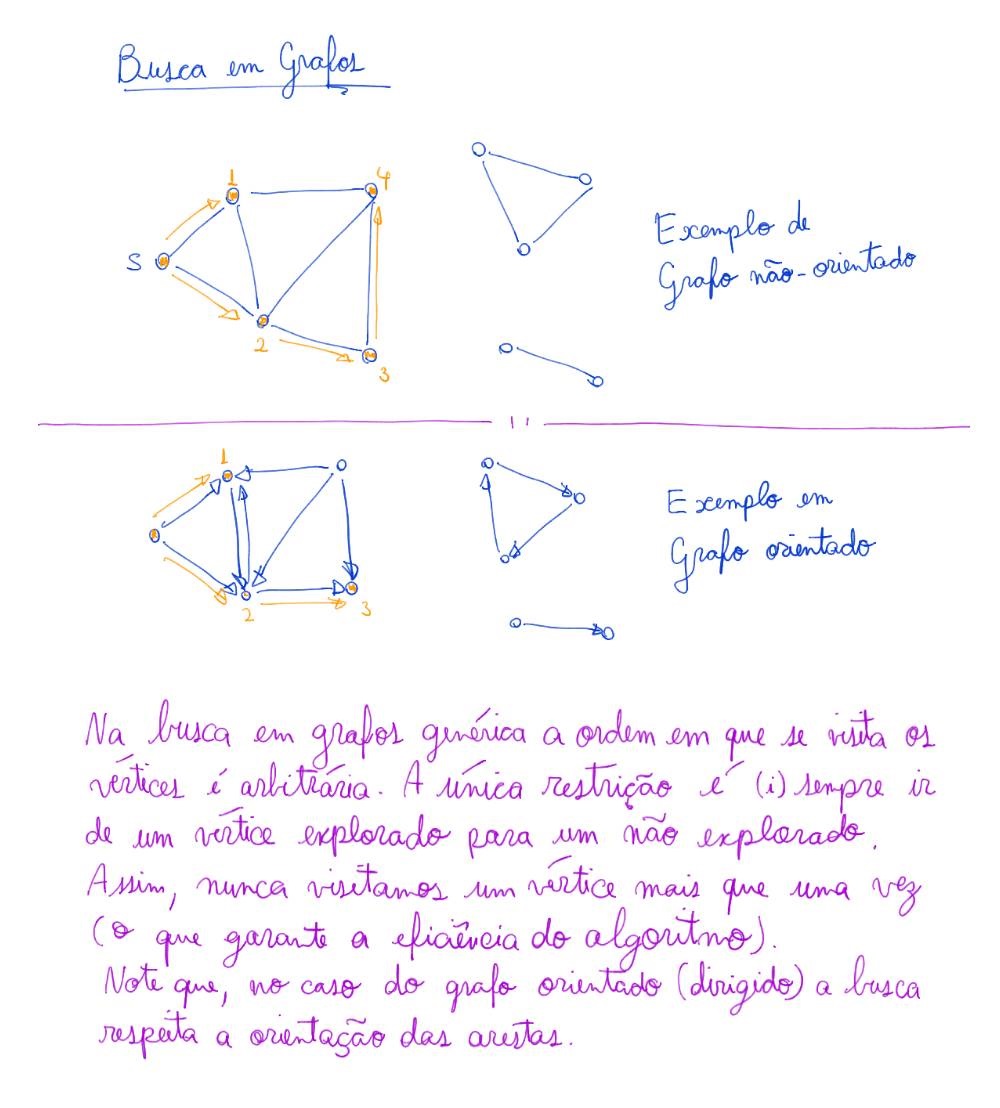 Busca em Grafos
1
4
S
2
3
Exemplo de
Grafo não-orientado
1
2
3
Exemplo em
Grafo orientado
Na busca em grafos genérica a ordem em que se visita os
vértices é arbitrária. A única restrição é (i) sempre ir
de um vértice explorado para um não explorado.
Assim, nunca visitamos um vértice mais que uma vez
(o que garante a eficiência do algoritmo).
Note que, no caso do grafo orientado (dirigido) a busca
respeita a orientação das arestas.